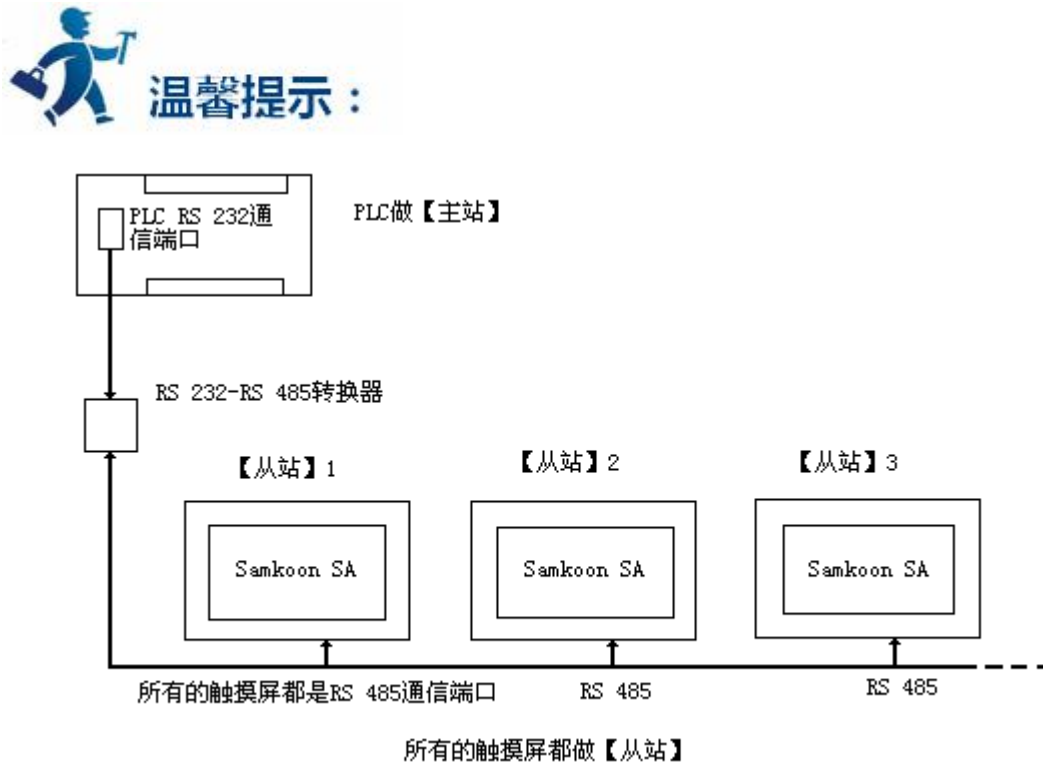 温馨提示：
PLC RS 232通
信端口
PLC做【主站】
RS 232-RS 485转换器
【从站】1
【从站】2
【从站】3
Samkoon SA
Samkoon SA
Samkoon SA
所有的触摸屏都是RS 485通信端口
RS 485
RS 485
所有的触摸屏都做【从站】